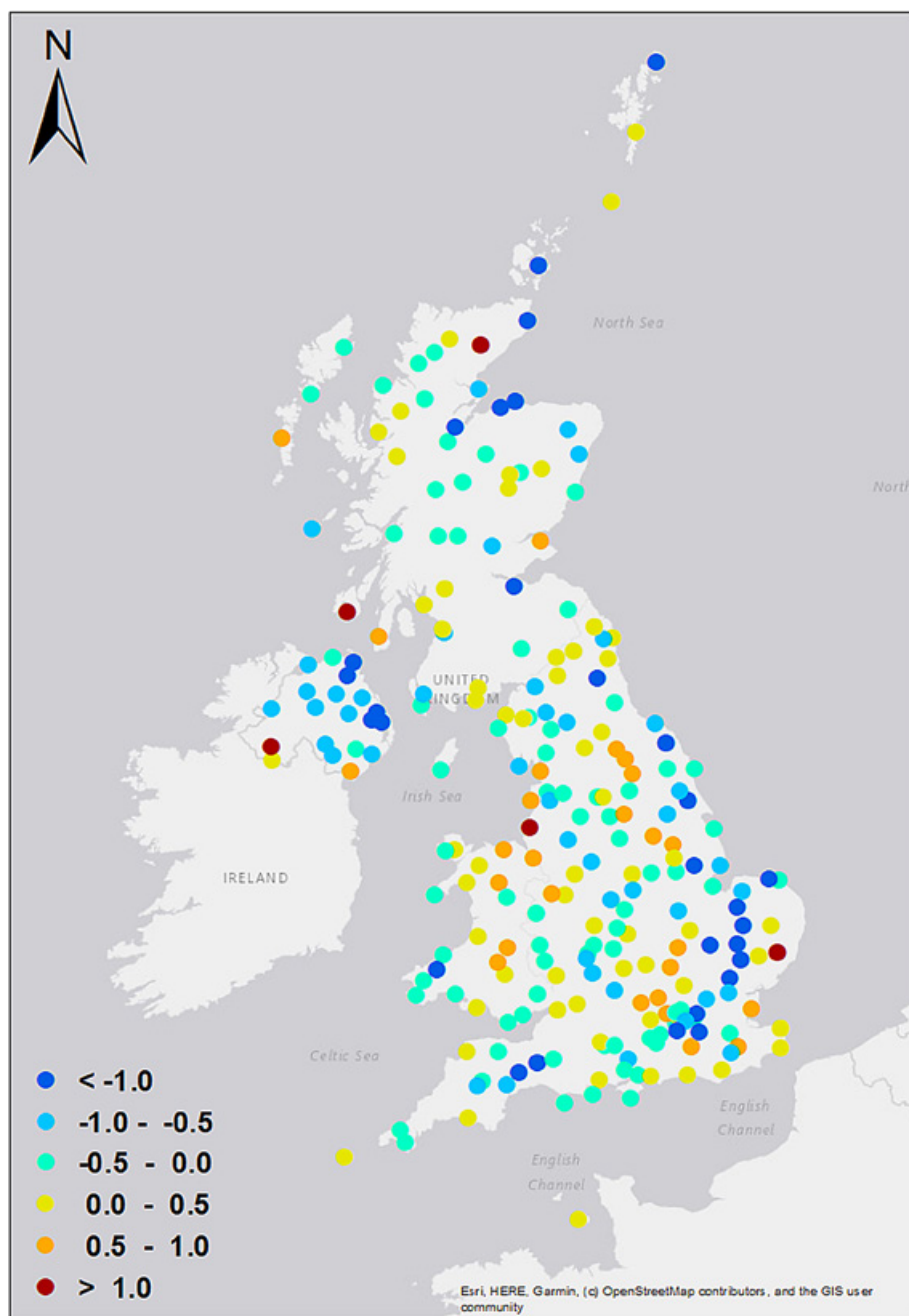 N
North Sea
North
UNITED
KINGDOM
Irish Sea
IRELAND
Celtic Sea
English
Channel
English
Channel
< -1.0
-1.0 - -0.5
-0.5 - 0.0
0.0 - 0.5
0.5 - 1.0
> 1.0
Esri, HERE, Garmin, (c) OpenStreetMap contributors, and the GIS user
community